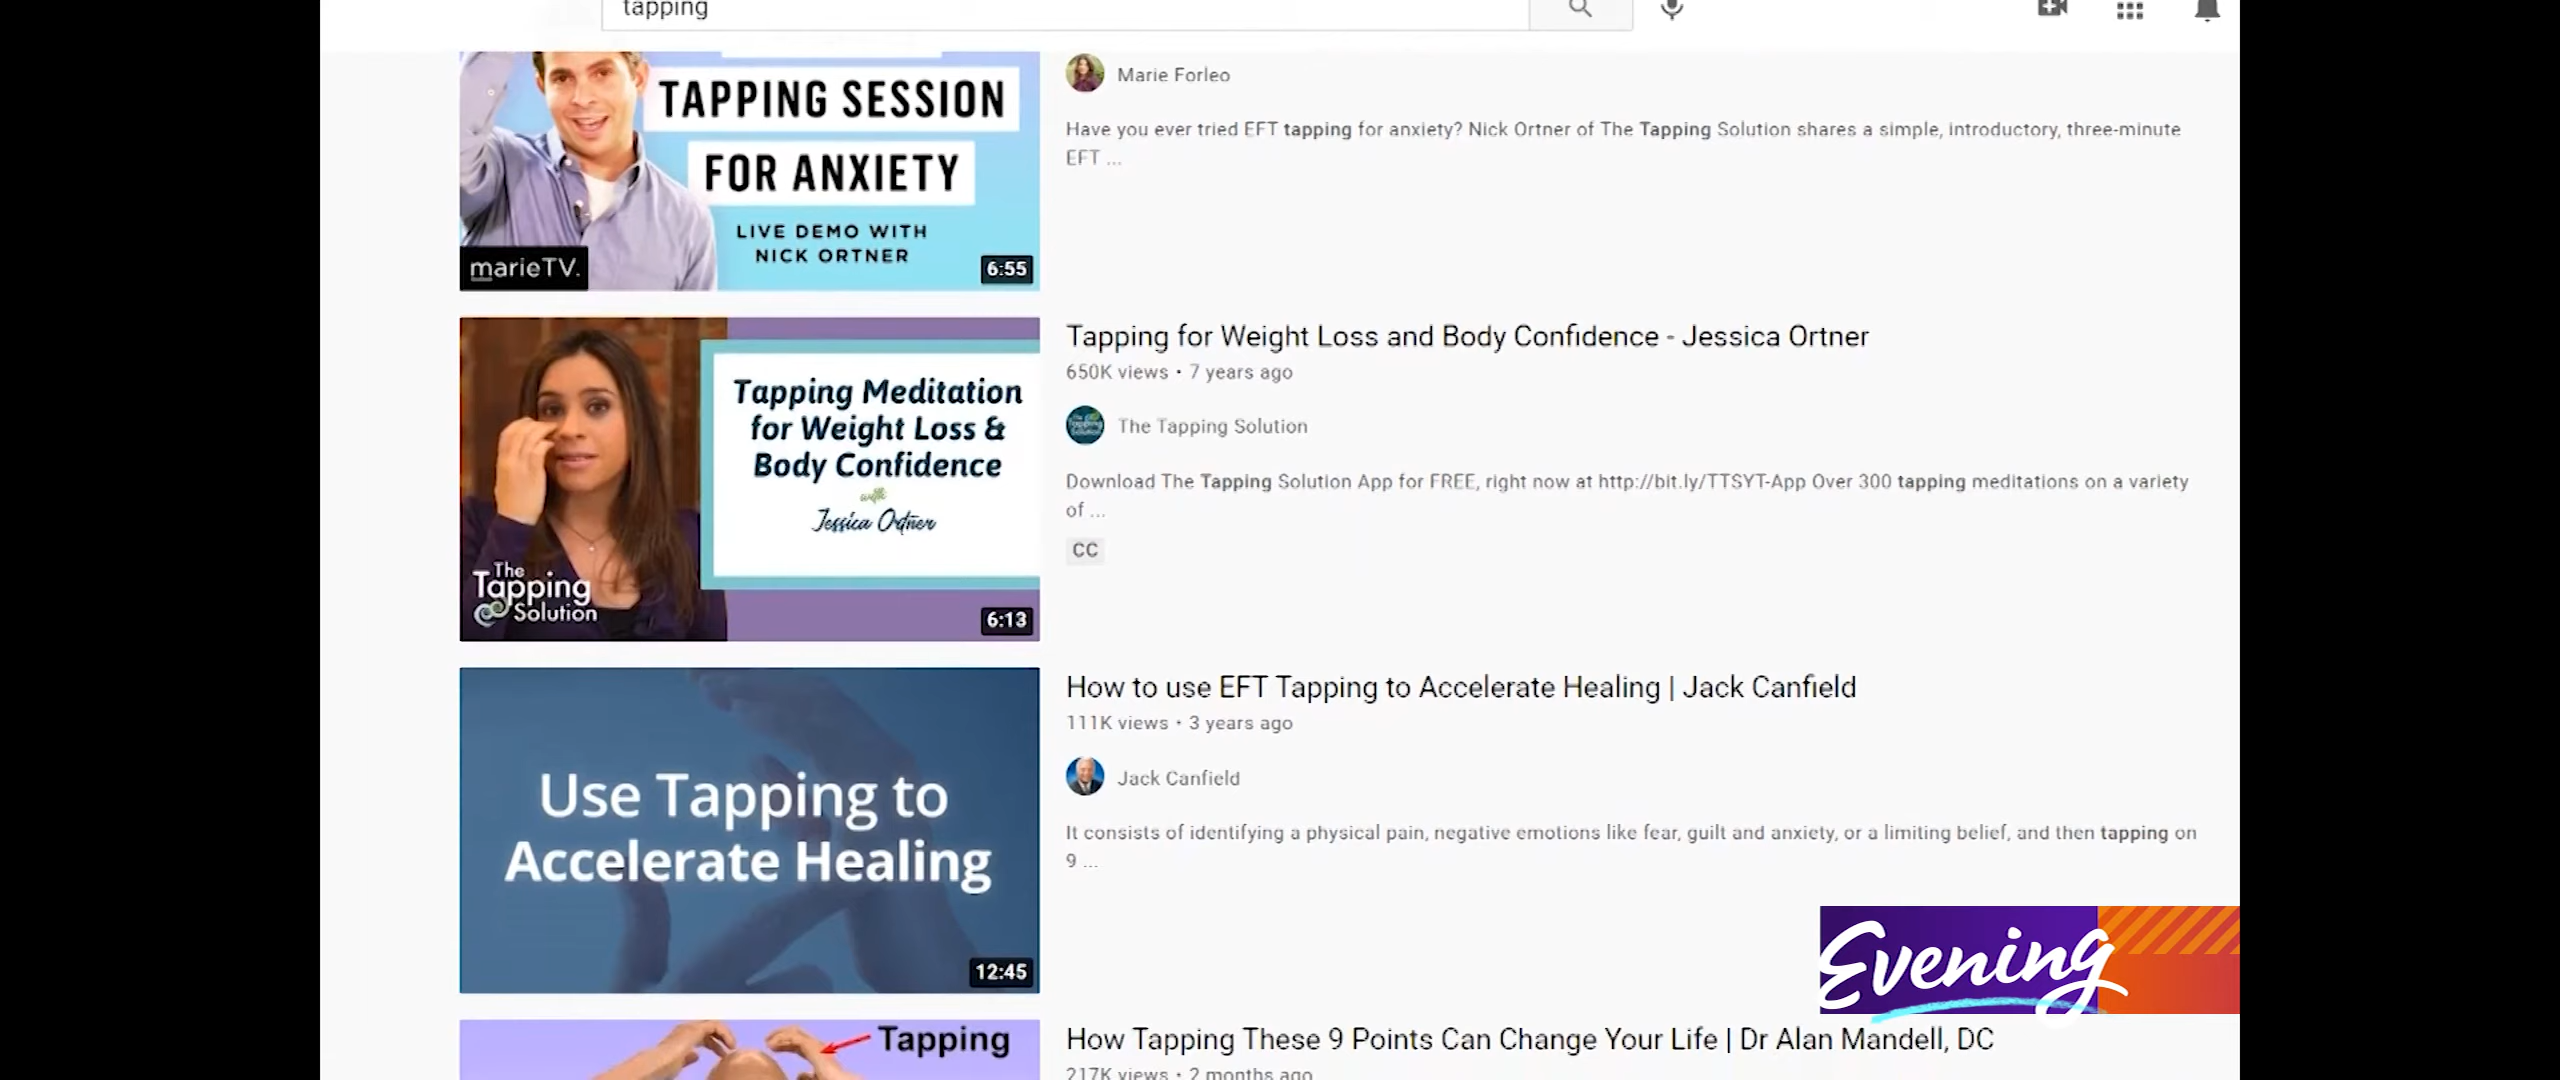 tapping
TAPPING SESSION
FOR ANXIETY
LIVE DEMO WITH
NICK ORTNER
marieTV.
6:55
Marie Forleo
Have you ever tried EFT tapping for anxiety? Nick Ortner of The Tapping Solution shares a simple, introductory, three-minute
EFT ...
Tapping Meditation
for Weight Loss &
Body Confidence
with
Jessica Ortner
The
Tapping
Solution
6:13
Tapping for Weight Loss and Body Confidence - Jessica Ortner
650K views • 7 years ago
The Tapping Solution
Download The Tapping Solution App for FREE, right now at http://bit.ly/TTSYT-App Over 300 tapping meditations on a variety
of ...
CC
Use Tapping to
Accelerate Healing
12:45
How to use EFT Tapping to Accelerate Healing | Jack Canfield
111K views • 3 years ago
Jack Canfield
It consists of identifying a physical pain, negative emotions like fear, guilt and anxiety, or a limiting belief, and then tapping on
9 ...
Evening
Tapping
How Tapping These 9 Points Can Change Your Life | Dr Alan Mandell, DC
217K views • 2 months ago